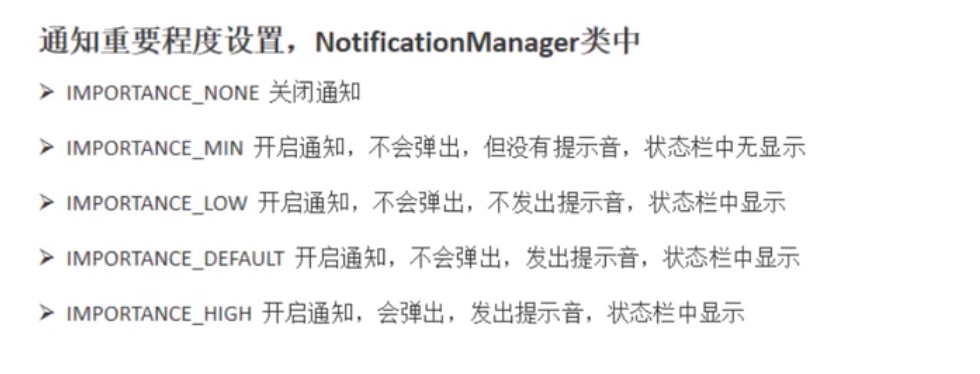 通知重要程度设置，NotificationManager类中
➢ IMPORTANCE_NONE 关闭通知
➢ IMPORTANCE_MIN 开启通知，不会弹出，但没有提示音，状态栏中无显示
➢ IMPORTANCE_LOW 开启通知，不会弹出，不发出提示音，状态栏中显示
➢ IMPORTANCE_DEFAULT 开启通知，不会弹出，发出提示音，状态栏中显示
➢ IMPORTANCE_HIGH 开启通知，会弹出，发出提示音，状态栏中显示